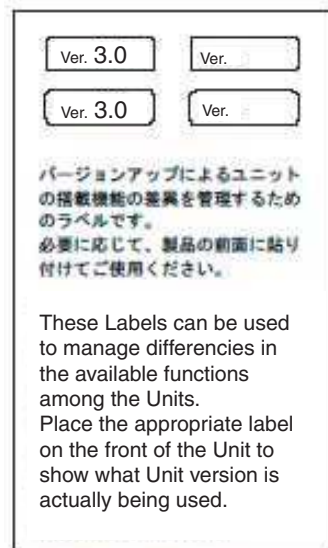 Ver. 3.0 Ver.
Ver. 3.0 Ver.
バージョンアップによるユニット
の搭載機能の差異を管理するため
のラベルです。
必要に応じて、製品の前面に貼り
付けてご使用ください。
These Labels can be used
to manage differencies in
the available functions
among the Units.
Place the appropriate label
on the front of the Unit to
show what Unit version is
actually being used.